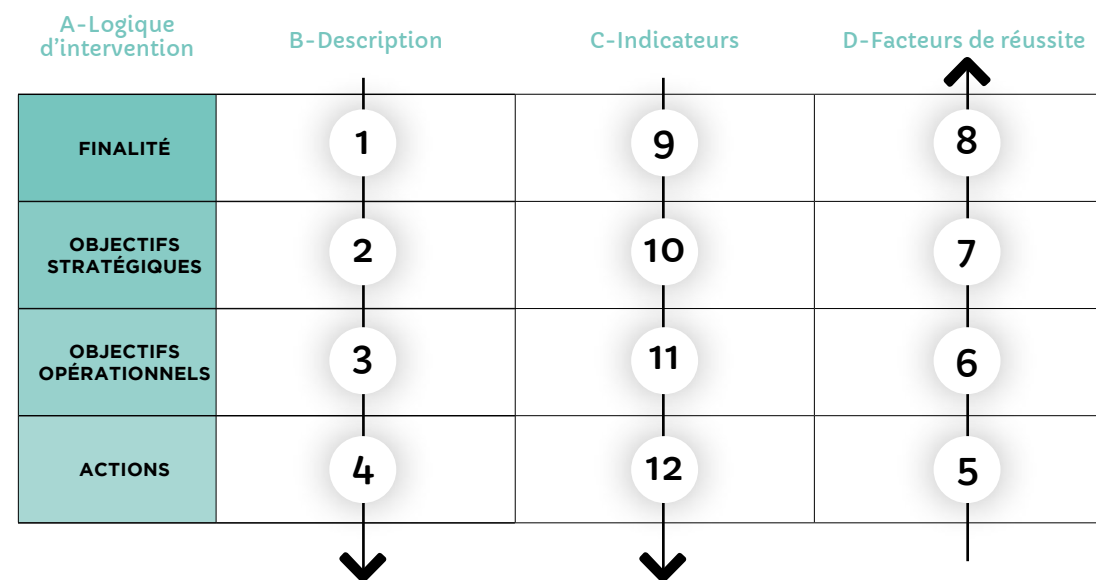 A-Logique
d'intervention
B-Description
C-Indicateurs
D-Facteurs de réussite
FINALITÉ
1
9
8
OBJECTIFS
STRATÉGIQUES
2
10
7
OBJECTIFS
OPÉRATIONNELS
3
11
6
ACTIONS
4
12
5